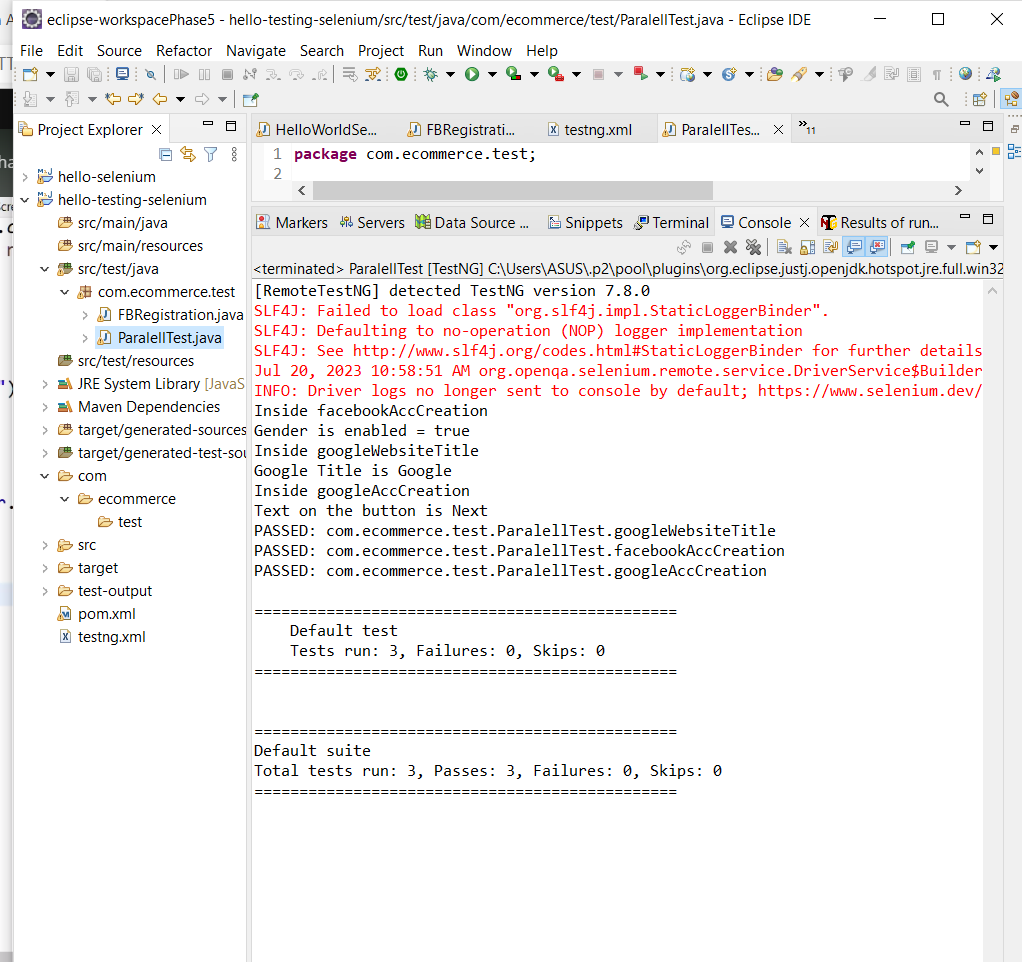 eclipse-workspacePhase5 - hello-testing-selenium/src/test/java/com/ecommerce/test/ParalellTest.java - Eclipse IDE
File Edit Source Refactor Navigate Search Project Run Window Help
Project Explorer
hello-selenium
hello-testing-selenium
src/main/java
src/main/resources
src/test/java
com.ecommerce.test
FBRegistration.java
ParalellTest.java
src/test/resources
JRE System Library [JavaS
Maven Dependencies
target/generated-sources
target/generated-test-sou
com
ecommerce
test
src
target
test-output
pom.xml
testng.xml
HelloWorldSe... FBRegistrati... testng.xml ParalellTes... »11
1 package com.ecommerce.test;
2
Markers Servers Data Source ... Snippets Terminal Console Results of run...
<terminated> ParalellTest [TestNG] C:\Users\ASUS\.p2\pool\plugins\org.eclipse.justj.openjdk.hotspot.jre.full.win32
[RemoteTestNG] detected TestNG version 7.8.0
SLF4J: Failed to load class "org.slf4j.impl.StaticLoggerBinder".
SLF4J: Defaulting to no-operation (NOP) logger implementation
SLF4J: See http://www.slf4j.org/codes.html#StaticLoggerBinder for further details
Jul 20, 2023 10:58:51 AM org.openqa.selenium.remote.service.DriverService$Builder
INFO: Driver logs no longer sent to console by default; https://www.selenium.dev/
Inside facebookAccCreation
Gender is enabled = true
Inside googleWebsiteTitle
Google Title is Google
Inside googleAccCreation
Text on the button is Next
PASSED: com.ecommerce.test.ParalellTest.googleWebsiteTitle
PASSED: com.ecommerce.test.ParalellTest.facebookAccCreation
PASSED: com.ecommerce.test.ParalellTest.googleAccCreation
===============================================
Default test
Tests run: 3, Failures: 0, Skips: 0
===============================================
===============================================
Default suite
Total tests run: 3, Passes: 3, Failures: 0, Skips: 0
===============================================